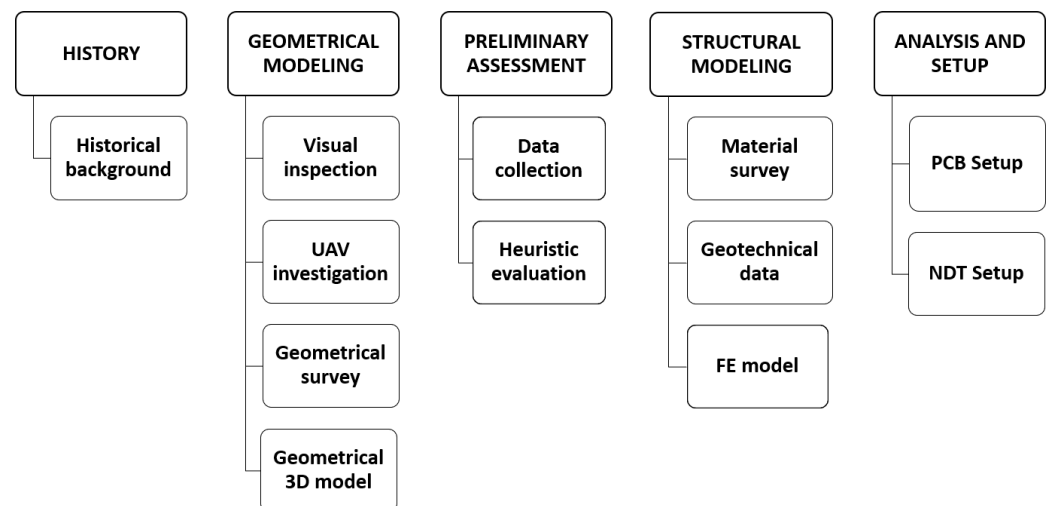 HISTORY
Historical
background
GEOMETRICAL
MODELING
Visual
inspection
UAV
investigation
Geometrical
survey
Geometrical
3D model
PRELIMINARY
ASSESSMENT
Data
collection
Heuristic
evaluation
STRUCTURAL
MODELING
Material
survey
Geotechnical
data
FE model
ANALYSIS AND
SETUP
PCB Setup
NDT Setup